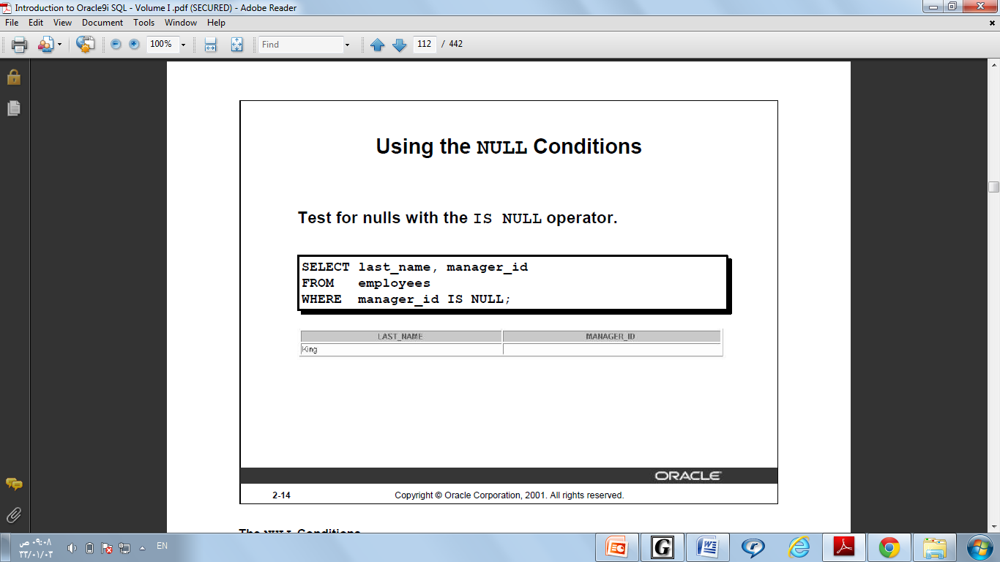 Introduction to Oracle9i SQL - Volume I .pdf (SECURED) - Adobe Reader
File Edit View Document Tools Window Help
100% Find 112 / 442
Using the NULL Conditions
Test for nulls with the IS NULL operator.
SELECT last_name, manager_id
FROM employees
WHERE manager_id IS NULL;
LAST_NAME MANAGER_ID
King
ORACLE
2-14 Copyright © Oracle Corporation, 2001. All rights reserved.
The NULL Conditions
٠٩:٠٨ ص
٣٣/٠١/٠٣
EN